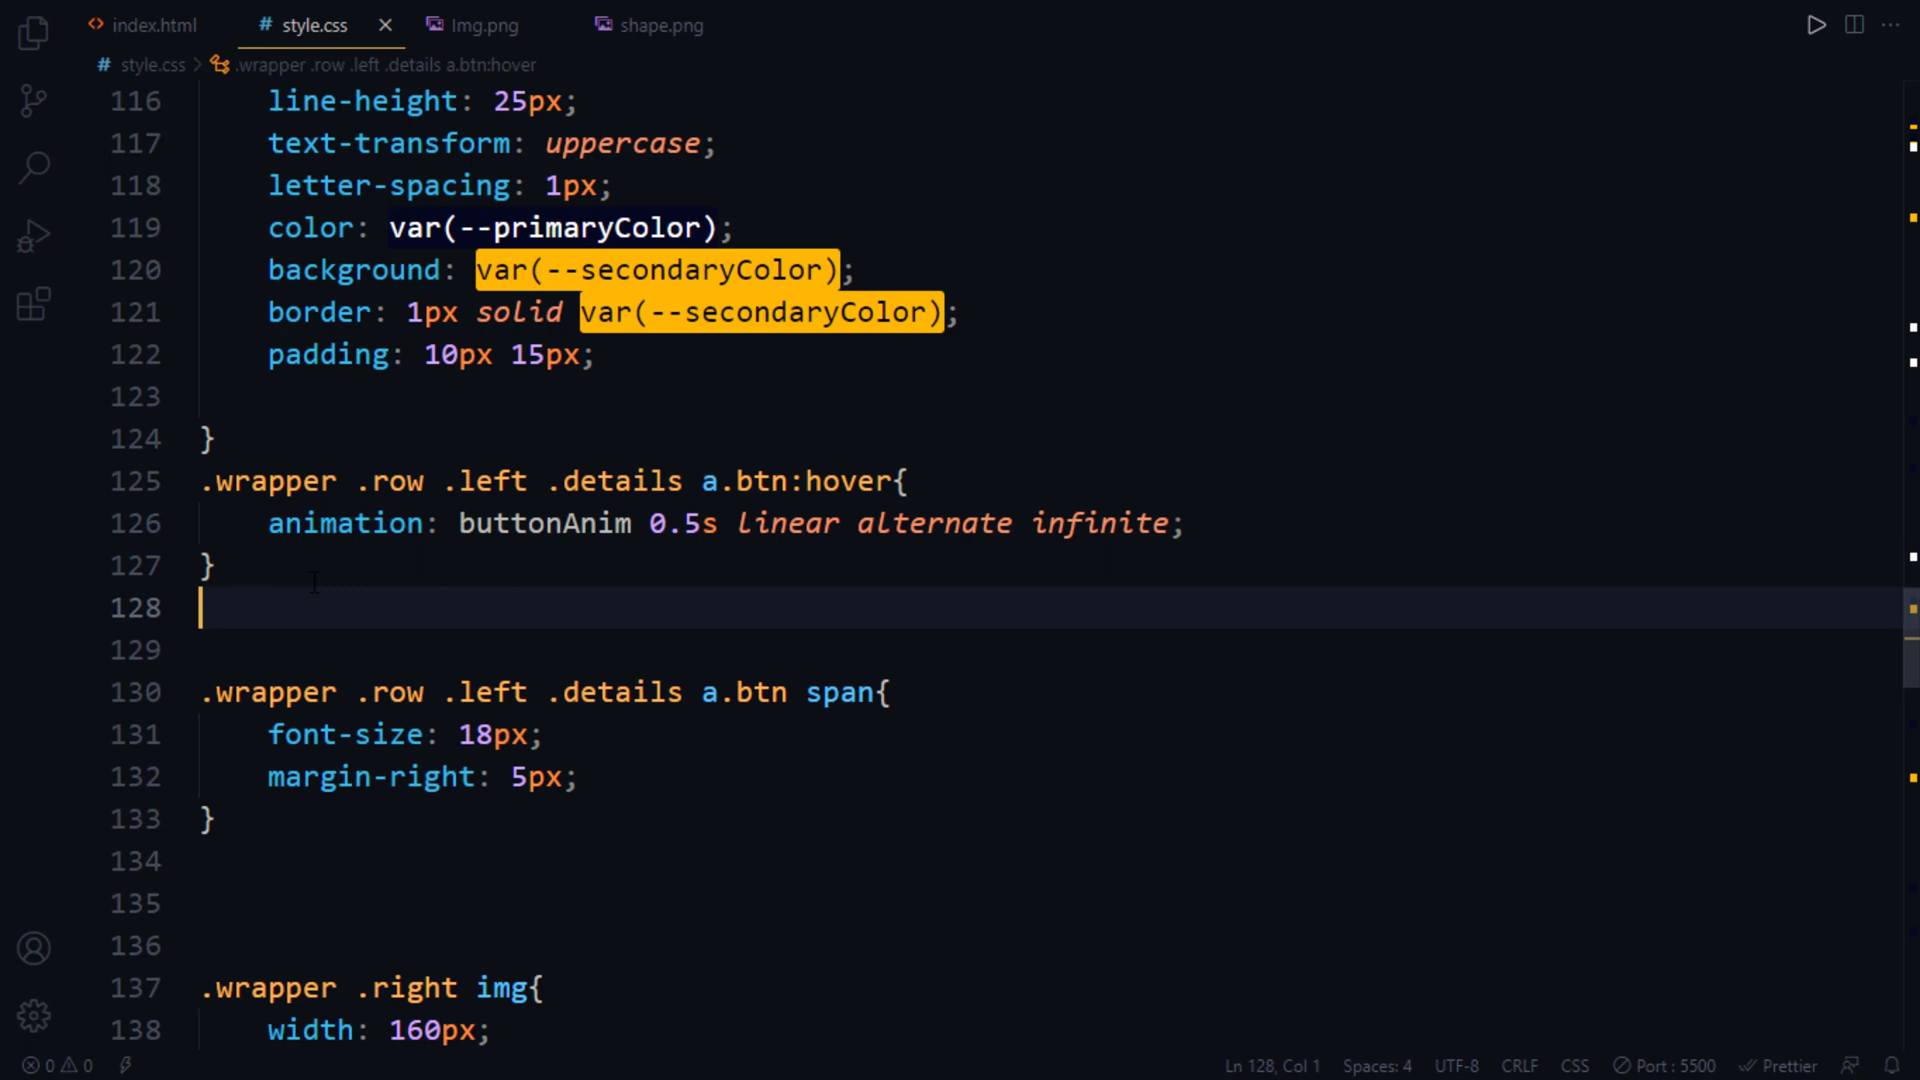 index.html
style.css
Img.png
shape.png
style.css > .wrapper .row .left .details a.btn:hover
116 line-height: 25px;
117 text-transform: uppercase;
118 letter-spacing: 1px;
119 color: var(--primaryColor);
120 background: var(--secondaryColor);
121 border: 1px solid var(--secondaryColor);
122 padding: 10px 15px;
123
124 }
125 .wrapper .row .left .details a.btn:hover{
126 animation: buttonAnim 0.5s linear alternate infinite;
127 }
128
129
130 .wrapper .row .left .details a.btn span{
131 font-size: 18px;
132 margin-right: 5px;
133 }
134
135
136
137 .wrapper .right img{
138 width: 160px;
0 0 Ln 128, Col 1 Spaces: 4 UTF-8 CRLF CSS Port : 5500 Prettier